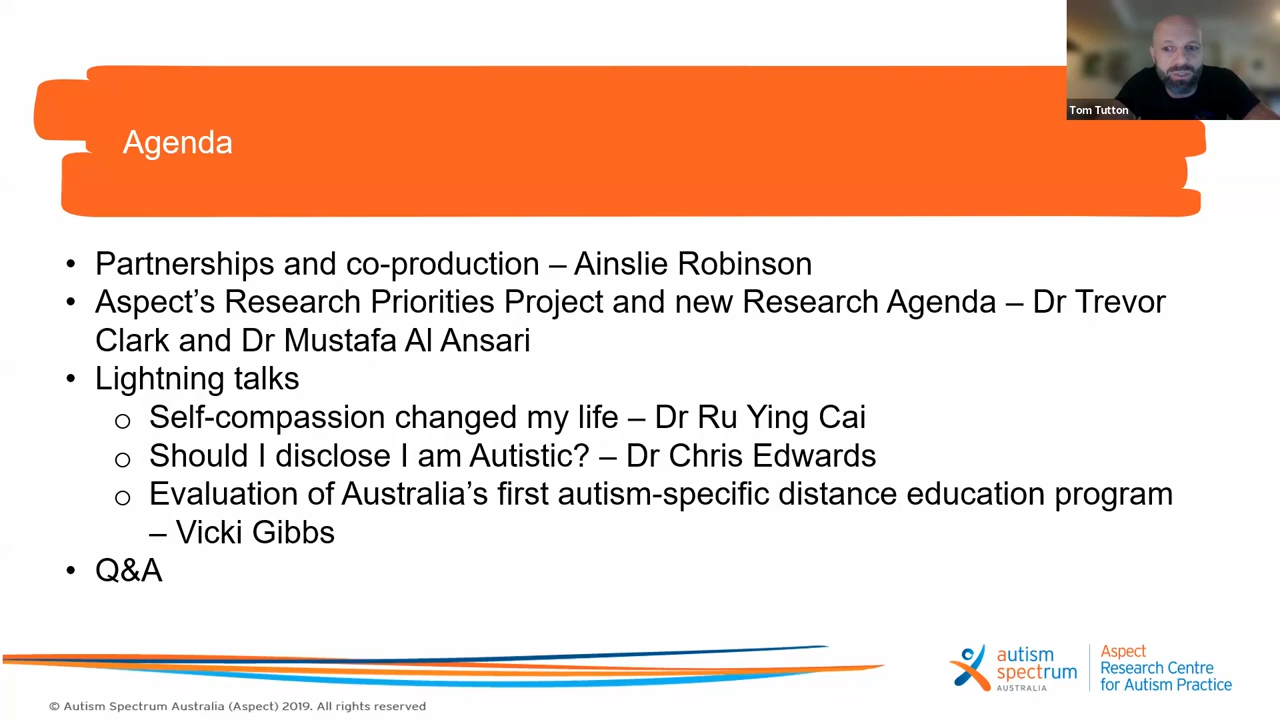 Tom Tutton
Agenda
• Partnerships and co-production – Ainslie Robinson
• Aspect’s Research Priorities Project and new Research Agenda – Dr Trevor
Clark and Dr Mustafa Al Ansari
• Lightning talks
o Self-compassion changed my life – Dr Ru Ying Cai
o Should I disclose I am Autistic? – Dr Chris Edwards
o Evaluation of Australia’s first autism-specific distance education program
– Vicki Gibbs
• Q&A
autism
spectrum
AUSTRALIA
Aspect
Research Centre
for Autism Practice
© Autism Spectrum Australia (Aspect) 2019. All rights reserved